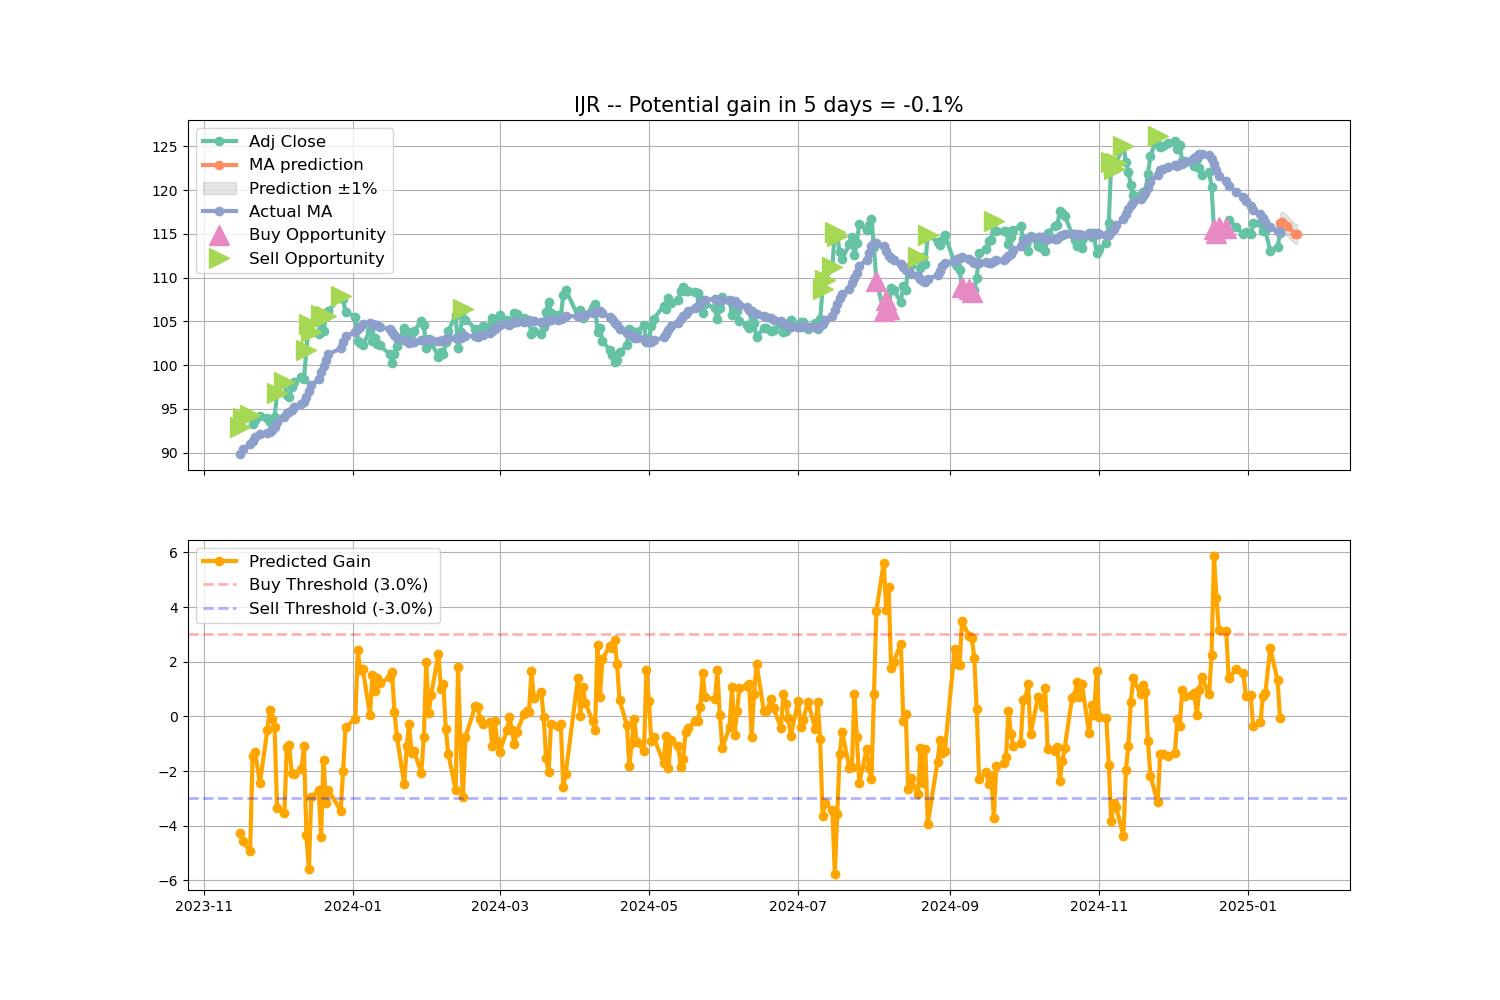 IJR -- Potential gain in 5 days = -0.1%
125
120
115
110
105
100
95
90
Adj Close
MA prediction
Prediction ±1%
Actual MA
Buy Opportunity
Sell Opportunity
6
4
2
0
−2
−4
−6
Predicted Gain
Buy Threshold (3.0%)
Sell Threshold (-3.0%)
2023-11
2024-01
2024-03
2024-05
2024-07
2024-09
2024-11
2025-01